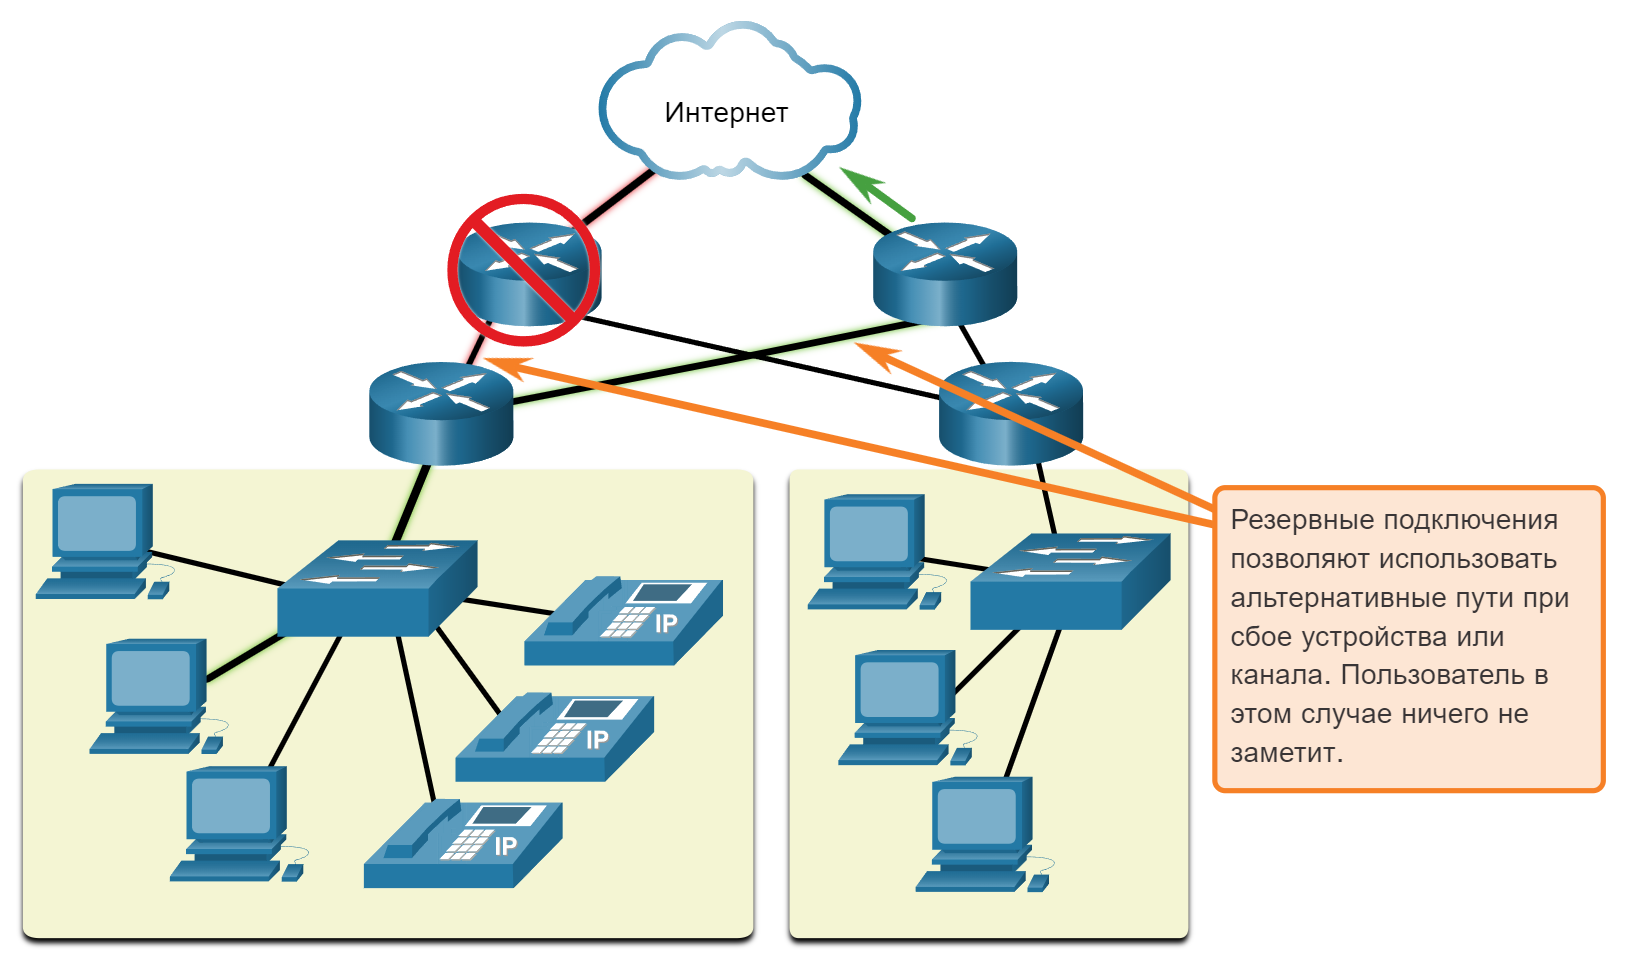 Интернет
Резервные подключения
позволяют использовать
альтернативные пути при
сбое устройства или
канала. Пользователь в
этом случае ничего не
заметит.
IP
IP
IP